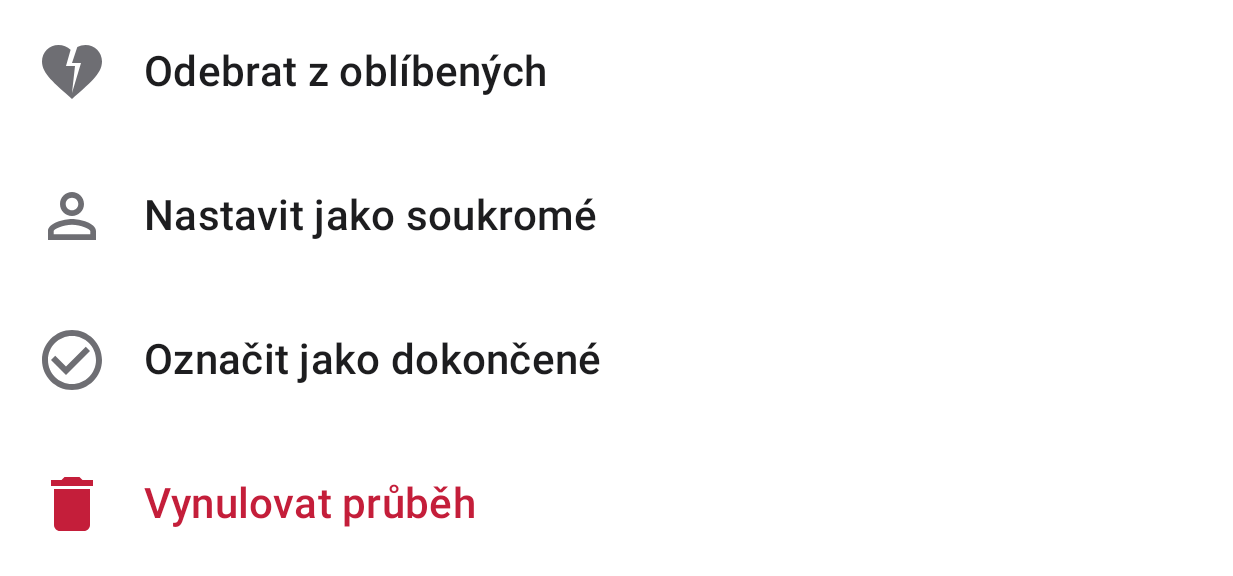 Odebrat z oblíbených
Nastavit jako soukromé
Označit jako dokončené
Vynulovat průběh